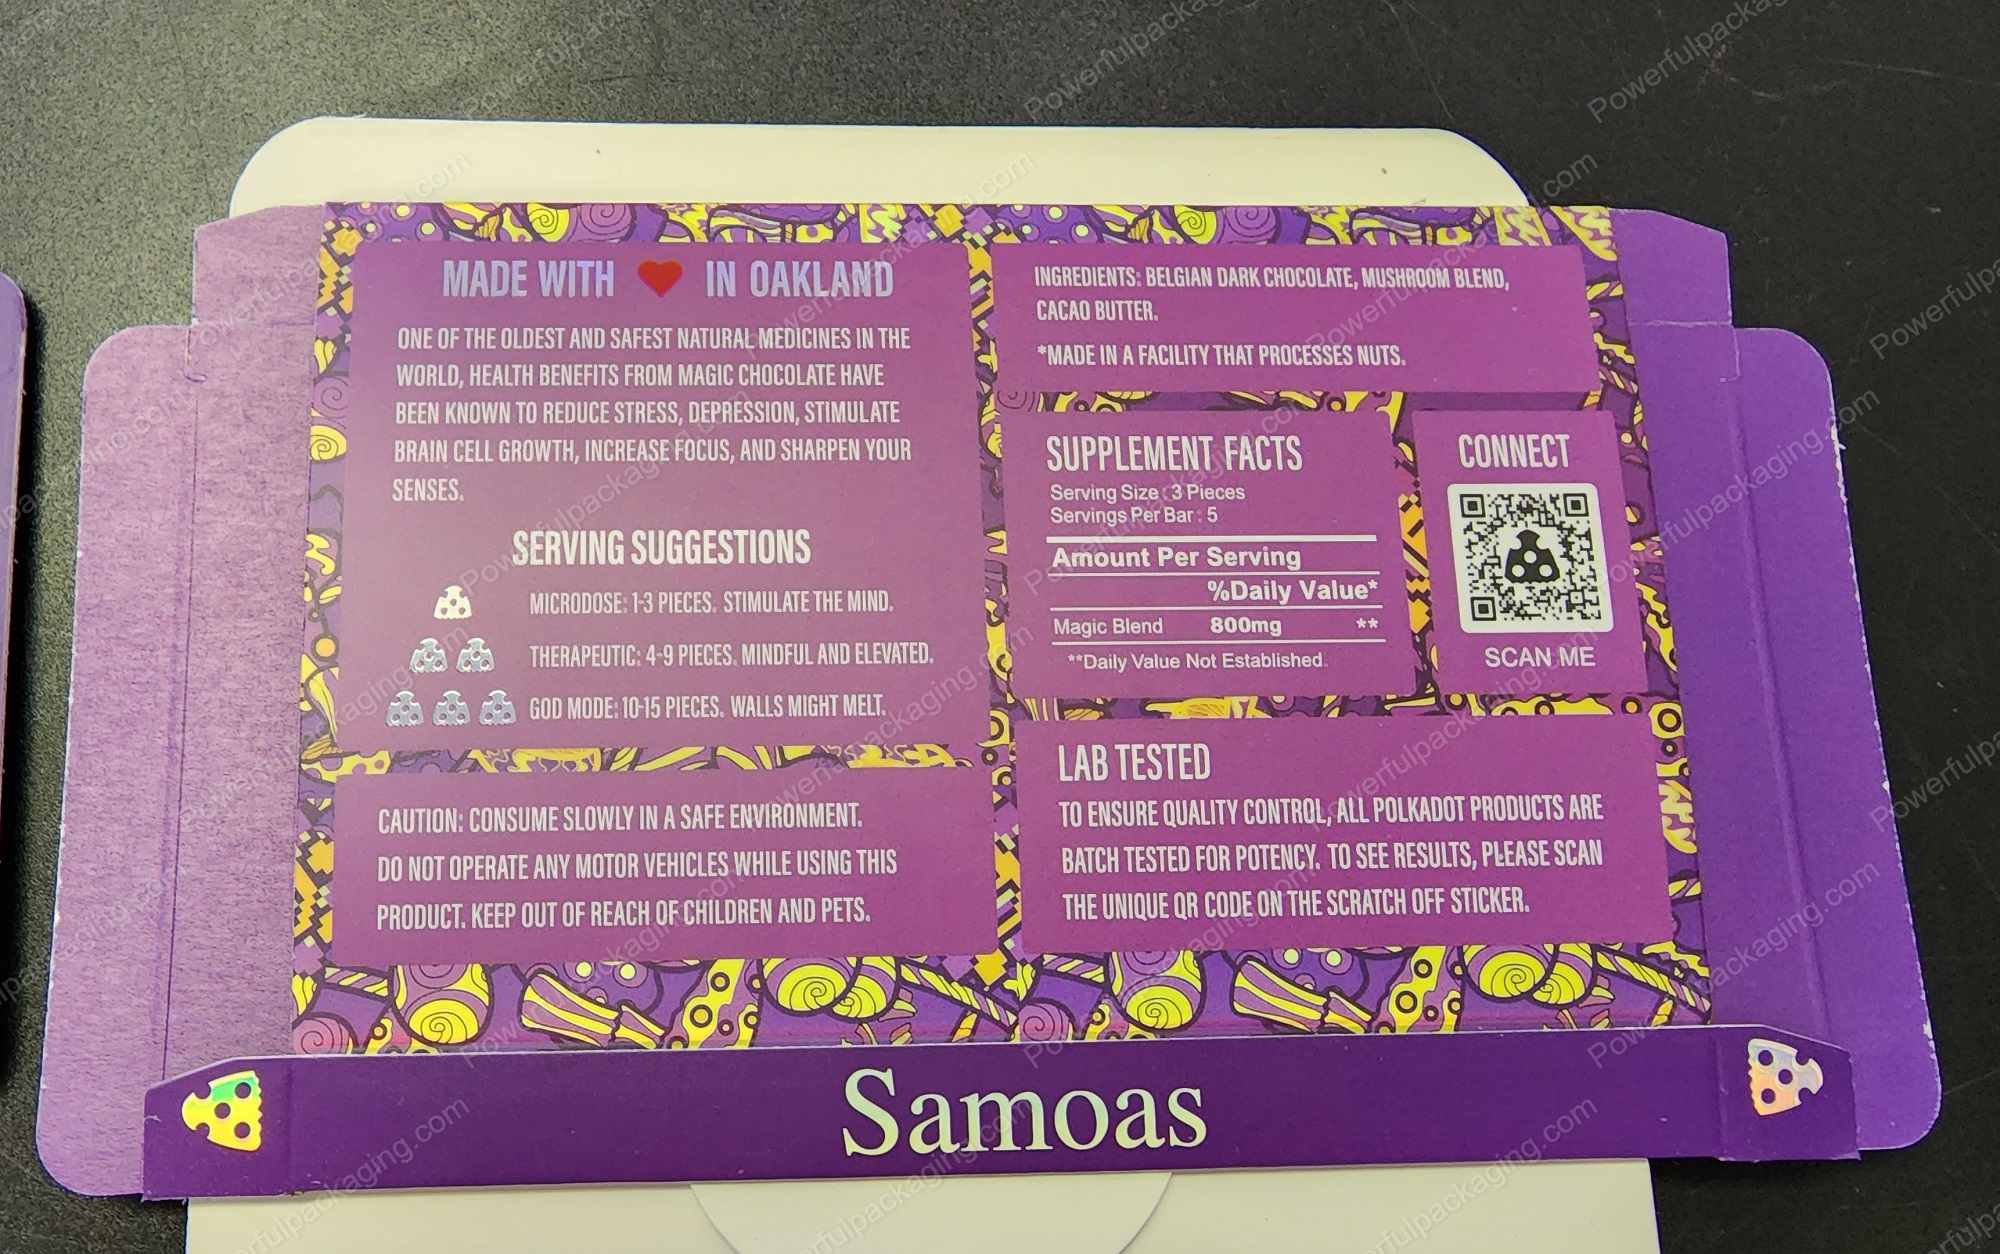 MADE WITH ❤ IN OAKLAND
ONE OF THE OLDEST AND SAFEST NATURAL MEDICINES IN THE
WORLD, HEALTH BENEFITS FROM MAGIC CHOCOLATE HAVE
BEEN KNOWN TO REDUCE STRESS, DEPRESSION, STIMULATE
BRAIN CELL GROWTH, INCREASE FOCUS, AND SHARPEN YOUR
SENSES.
SERVING SUGGESTIONS
MICRODOSE: 1-3 PIECES. STIMULATE THE MIND.
THERAPEUTIC: 4-9 PIECES. MINDFUL AND ELEVATED.
GOD MODE: 10-15 PIECES. WALLS MIGHT MELT.
CAUTION: CONSUME SLOWLY IN A SAFE ENVIRONMENT.
DO NOT OPERATE ANY MOTOR VEHICLES WHILE USING THIS
PRODUCT. KEEP OUT OF REACH OF CHILDREN AND PETS.
INGREDIENTS: BELGIAN DARK CHOCOLATE, MUSHROOM BLEND,
CACAO BUTTER.
*MADE IN A FACILITY THAT PROCESSES NUTS.
SUPPLEMENT FACTS
Serving Size : 3 Pieces
Servings Per Bar : 5
Amount Per Serving
%Daily Value*
Magic Blend 800mg **
**Daily Value Not Established.
CONNECT
SCAN ME
LAB TESTED
TO ENSURE QUALITY CONTROL, ALL POLKADOT PRODUCTS ARE
BATCH TESTED FOR POTENCY. TO SEE RESULTS, PLEASE SCAN
THE UNIQUE QR CODE ON THE SCRATCH OFF STICKER.
Samoas
Powerfulpackaging.com